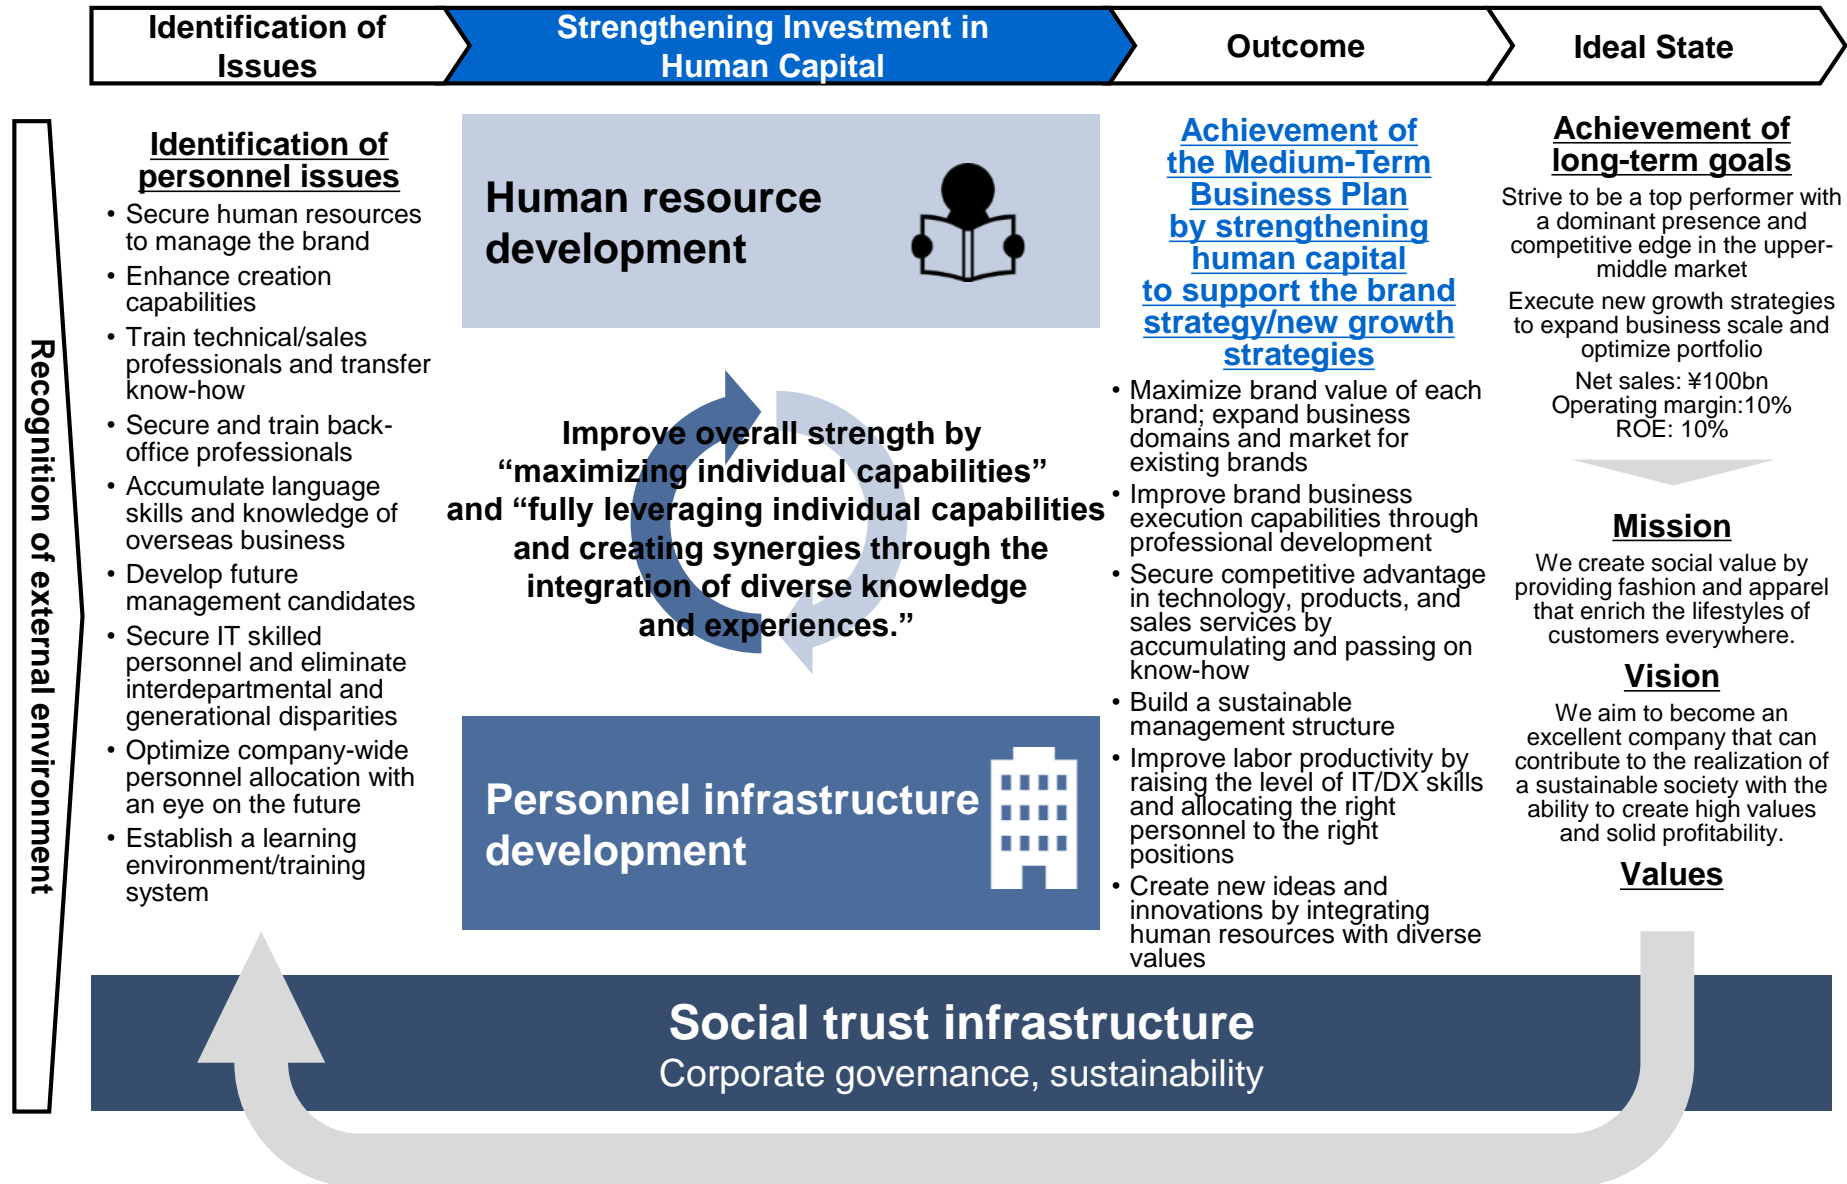 Identification of
Issues
Strengthening Investment in
Human Capital
Outcome
Ideal State
Recognition of external environment
Identification of
personnel issues
• Secure human resources
to manage the brand
• Enhance creation
capabilities
• Train technical/sales
professionals and transfer
know-how
• Secure and train back-
office professionals
• Accumulate language
skills and knowledge of
overseas business
• Develop future
management candidates
• Secure IT skilled
personnel and eliminate
interdepartmental and
generational disparities
• Optimize company-wide
personnel allocation with
an eye on the future
• Establish a learning
environment/training
system
Human resource
development
Improve overall strength by
“maximizing individual capabilities”
and “fully leveraging individual capabilities
and creating synergies through the
integration of diverse knowledge
and experiences.”
Personnel infrastructure
development
Achievement of
the Medium-Term
Business Plan
by strengthening
human capital
to support the brand
strategy/new growth
strategies
• Maximize brand value of each
brand; expand business
domains and market for
existing brands
• Improve brand business
execution capabilities through
professional development
• Secure competitive advantage
in technology, products, and
sales services by
accumulating and passing on
know-how
• Build a sustainable
management structure
• Improve labor productivity by
raising the level of IT/DX skills
and allocating the right
personnel to the right
positions
• Create new ideas and
innovations by integrating
human resources with diverse
values
Achievement of
long-term goals
Strive to be a top performer with
a dominant presence and
competitive edge in the upper-
middle market
Execute new growth strategies
to expand business scale and
optimize portfolio
Net sales: ¥100bn
Operating margin:10%
ROE: 10%
Mission
We create social value by
providing fashion and apparel
that enrich the lifestyles of
customers everywhere.
Vision
We aim to become an
excellent company that can
contribute to the realization of
a sustainable society with the
ability to create high values
and solid profitability.
Values
Social trust infrastructure
Corporate governance, sustainability